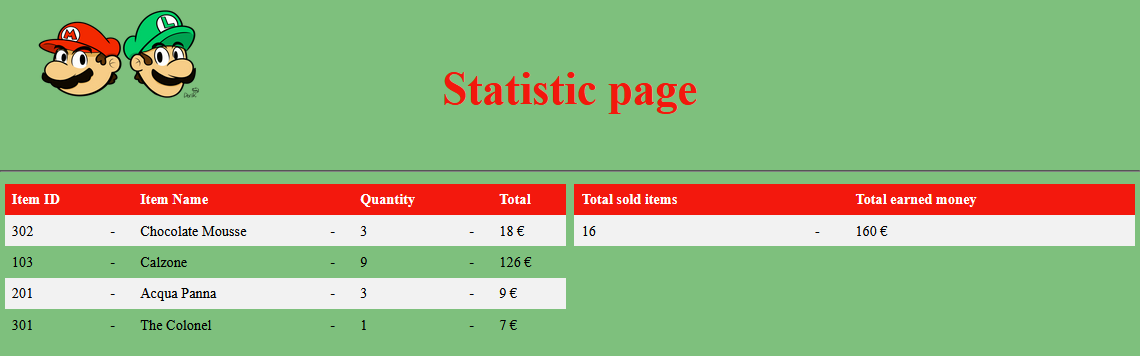 M L
Statistic page
Item ID Item Name Quantity Total
302 - Chocolate Mousse - 3 - 18 €
103 - Calzone - 9 - 126 €
201 - Acqua Panna - 3 - 9 €
301 - The Colonel - 1 - 7 €
Total sold items Total earned money
16 - 160 €